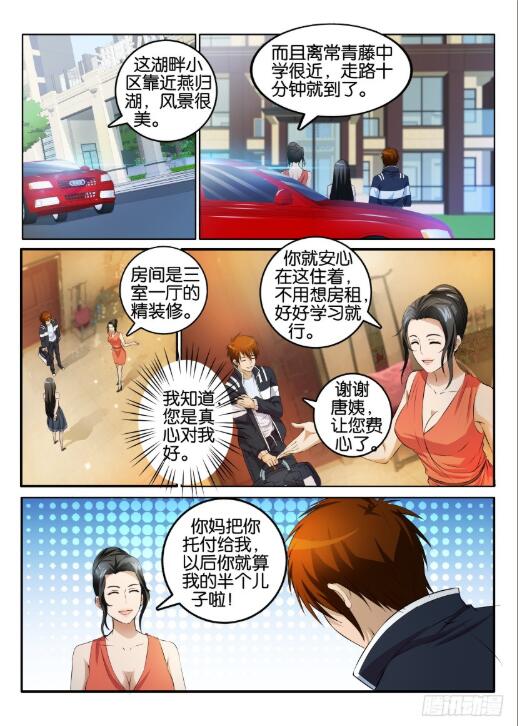 这湖畔小
区靠近燕归
湖，风景很
美。
而且离常青藤中
学很近，走路十
分钟就到了。
房间是三
室一厅的
精装修。
你就安心
在这住着，
不用想房租，
好好学习就
行。
我知道
您是真
心对我
好。
谢谢
唐姨，
让您费
心了。
你妈把你
托付给我，
以后你就算
我的半个儿
子啦！
腾讯动漫